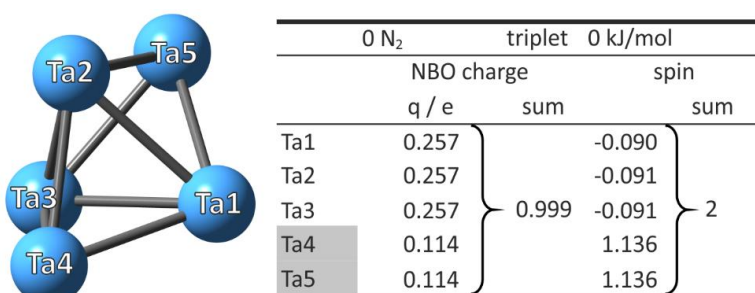 Ta2
Ta5
Ta3
Ta1
Ta4
0 N₂ triplet 0 kJ/mol
NBO charge spin
q / e sum sum
Ta1 0.257 -0.090
Ta2 0.257 -0.091
Ta3 0.257 0.999 -0.091 2
Ta4 0.114 1.136
Ta5 0.114 1.136